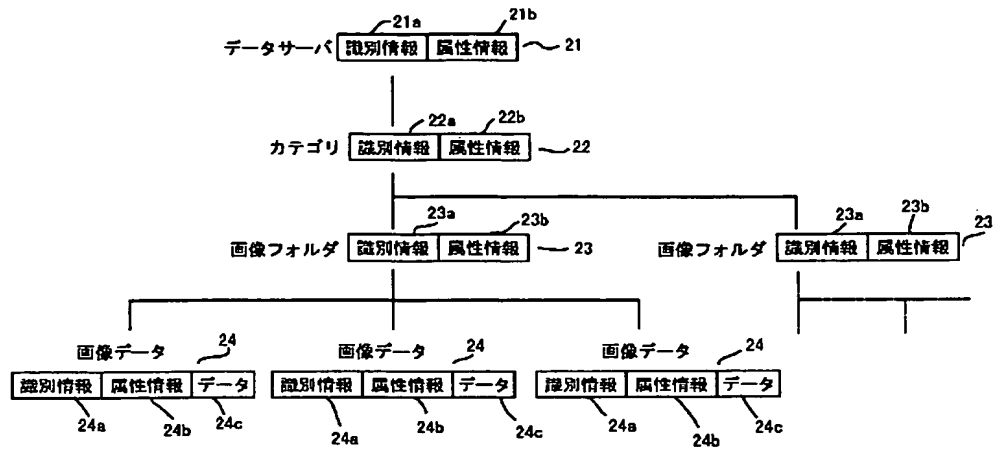 21a 21b
データサーバ 識別情報 属性情報 21
22a 22b
カテゴリ 識別情報 属性情報 22
23a 23b 23a 23b
画像フォルダ 識別情報 属性情報 23 画像フォルダ 識別情報 属性情報 23
画像データ 24 画像データ 24 画像データ 24
識別情報 属性情報 データ 識別情報 属性情報 データ 識別情報 属性情報 データ
24a 24b 24c 24a 24b 24c 24a 24b 24c